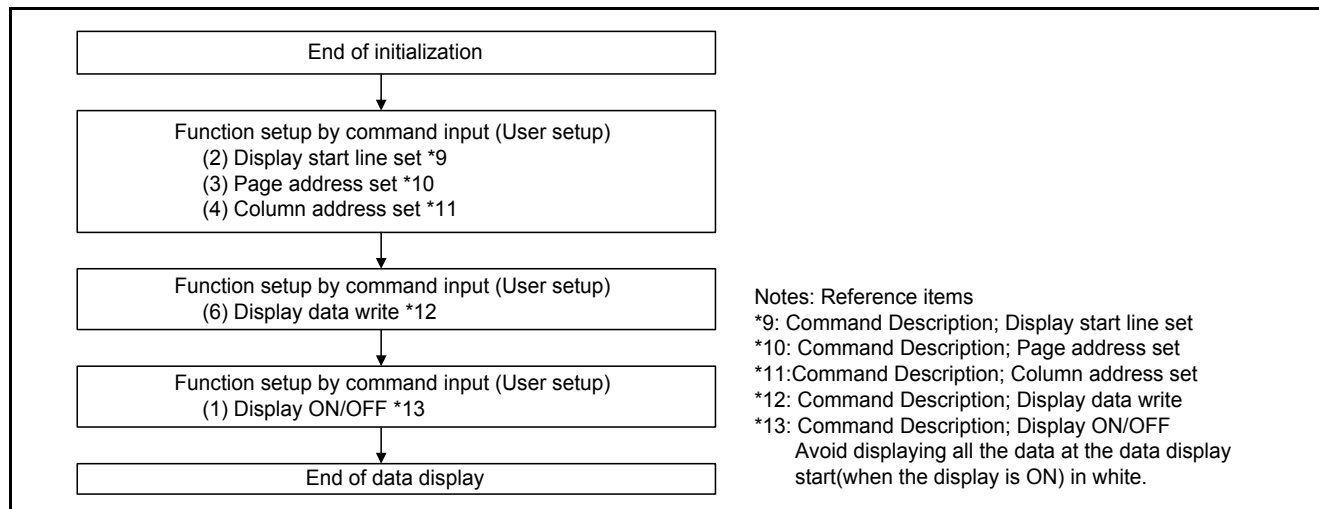 End of initialization
Function setup by command input (User setup)
(2) Display start line set *9
(3) Page address set *10
(4) Column address set *11
Function setup by command input (User setup)
(6) Display data write *12
Function setup by command input (User setup)
(1) Display ON/OFF *13
End of data display
Notes: Reference items
*9: Command Description; Display start line set
*10: Command Description; Page address set
*11:Command Description; Column address set
*12: Command Description; Display data write
*13: Command Description; Display ON/OFF
Avoid displaying all the data at the data display
start(when the display is ON) in white.